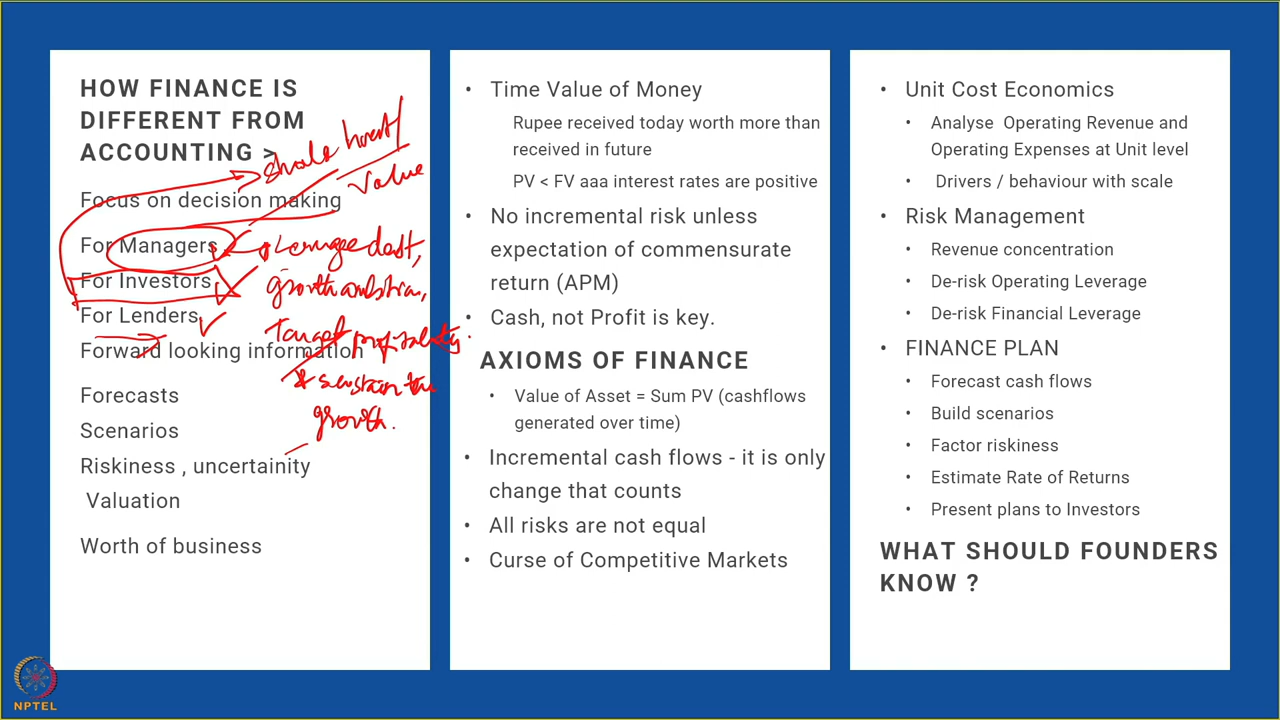 HOW FINANCE IS
DIFFERENT FROM
ACCOUNTING >
Focus on decision making
For Managers
For Investors
For Lenders
Forward looking information
Forecasts
Scenarios
Riskiness , uncertainity
Valuation
Worth of business
should invest/
value
debt,
growth
Target profitability.
& sustain the
growth.
• Time Value of Money
Rupee received today worth more than
received in future
PV < FV aaa interest rates are positive
• No incremental risk unless
expectation of commensurate
return (APM)
• Cash, not Profit is key.
AXIOMS OF FINANCE
• Value of Asset = Sum PV (cashflows
generated over time)
• Incremental cash flows - it is only
change that counts
• All risks are not equal
• Curse of Competitive Markets
• Unit Cost Economics
• Analyse Operating Revenue and
Operating Expenses at Unit level
• Drivers / behaviour with scale
• Risk Management
• Revenue concentration
• De-risk Operating Leverage
• De-risk Financial Leverage
• FINANCE PLAN
• Forecast cash flows
• Build scenarios
• Factor riskiness
• Estimate Rate of Returns
• Present plans to Investors
WHAT SHOULD FOUNDERS
KNOW ?
NPTEL